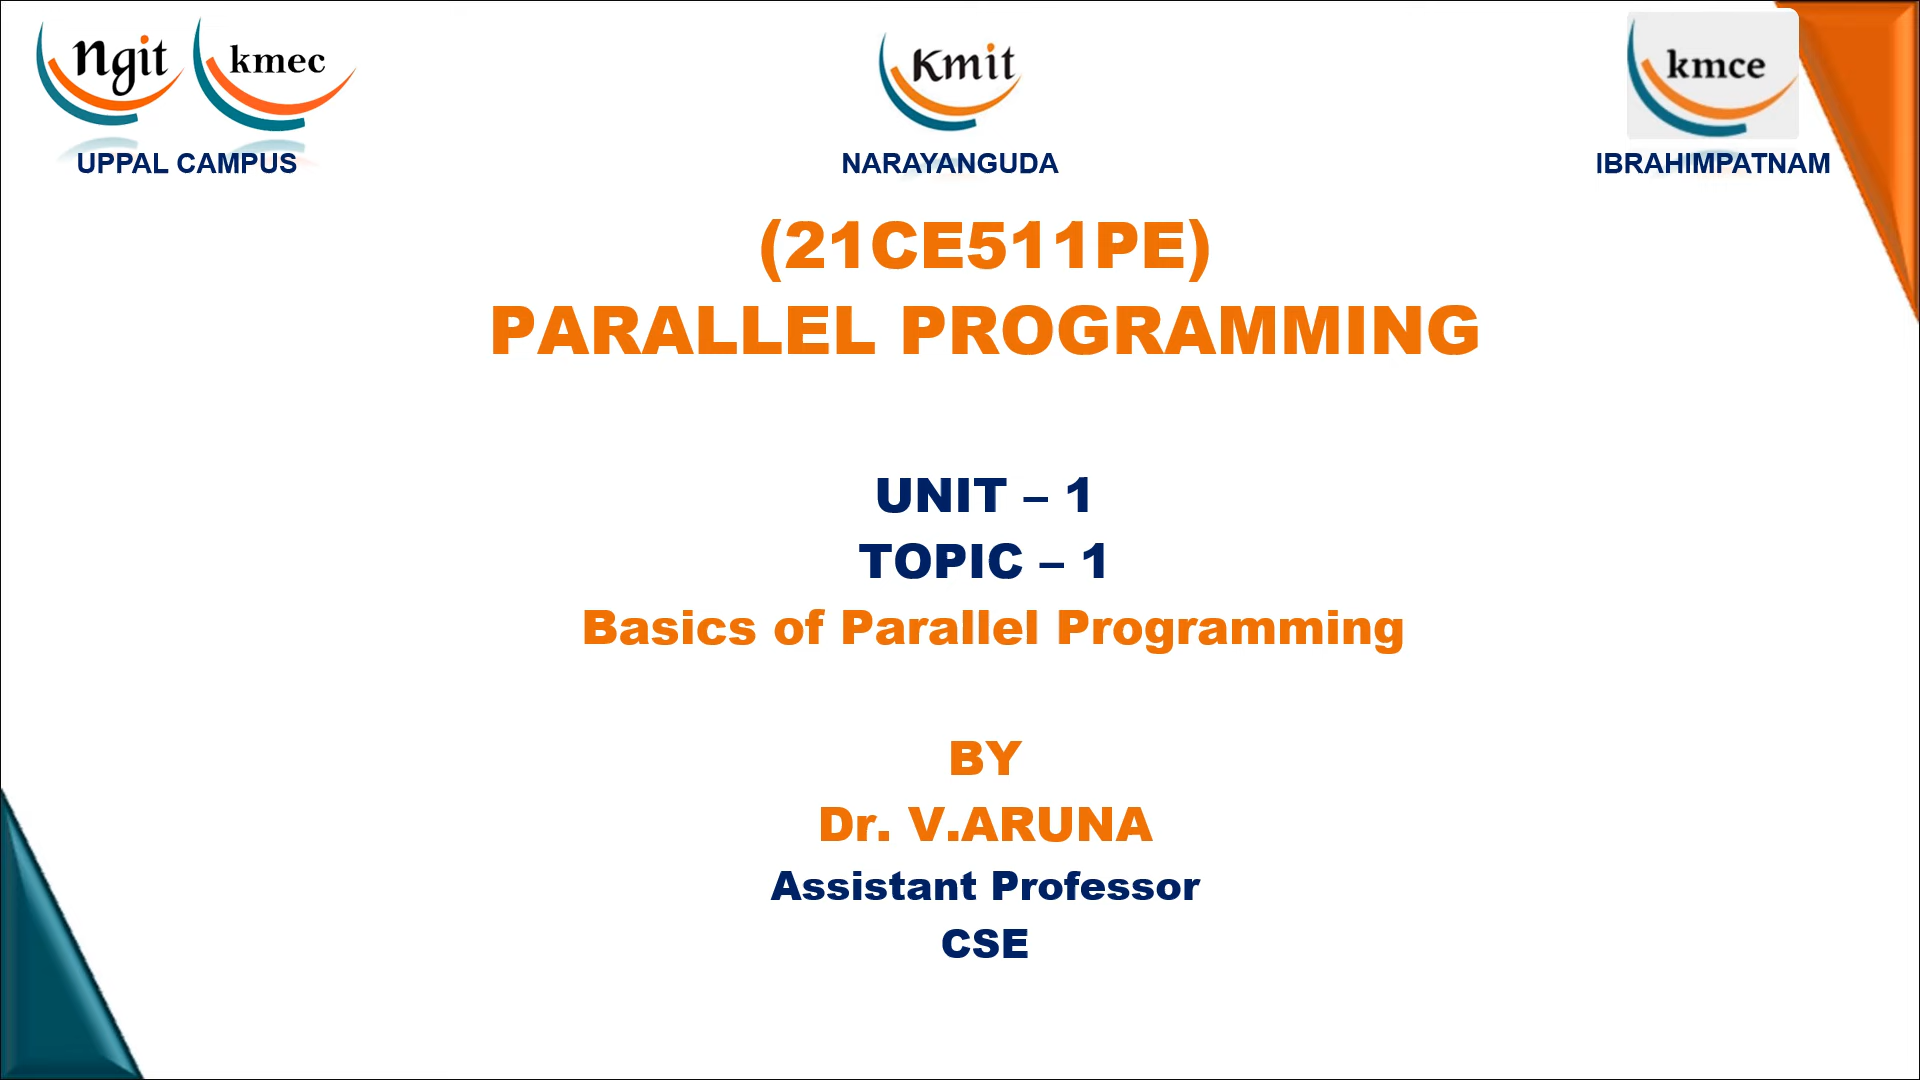 ngit kmec Kmit kmce
UPPAL CAMPUS NARAYANGUDA IBRAHIMPATNAM
(21CE511PE)
PARALLEL PROGRAMMING
UNIT – 1
TOPIC – 1
Basics of Parallel Programming
BY
Dr. V.ARUNA
Assistant Professor
CSE